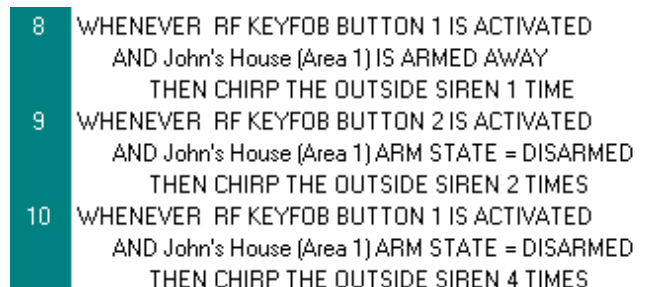 8 WHENEVER RF KEYFOB BUTTON 1 IS ACTIVATED
AND John's House (Area 1) IS ARMED AWAY
THEN CHIRP THE OUTSIDE SIREN 1 TIME
9 WHENEVER RF KEYFOB BUTTON 2 IS ACTIVATED
AND John's House (Area 1) ARM STATE = DISARMED
THEN CHIRP THE OUTSIDE SIREN 2 TIMES
10 WHENEVER RF KEYFOB BUTTON 1 IS ACTIVATED
AND John's House (Area 1) ARM STATE = DISARMED
THEN CHIRP THE OUTSIDE SIREN 4 TIMES